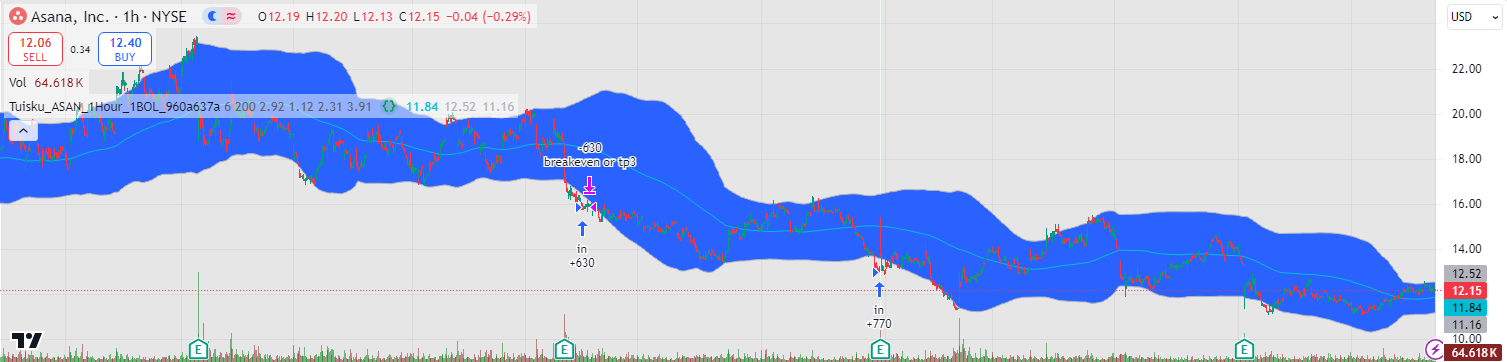 Asana, Inc. · 1h · NYSE O12.19 H12.20 L12.13 C12.15 −0.04 (−0.29%)
USD
12.06
SELL
0.34
12.40
BUY
Vol 64.618K
Tuisku_ASAN_1Hour_1BOL_960a637a 6 200 2.92 1.12 2.31 3.91 {} 11.84 12.52 11.16
22.00
20.00
18.00
16.00
14.00
12.52
12.15
11.84
11.16
10.00
64.618K
-630
breakeven or tp3
in
+630
in
+770
E
E
E
E